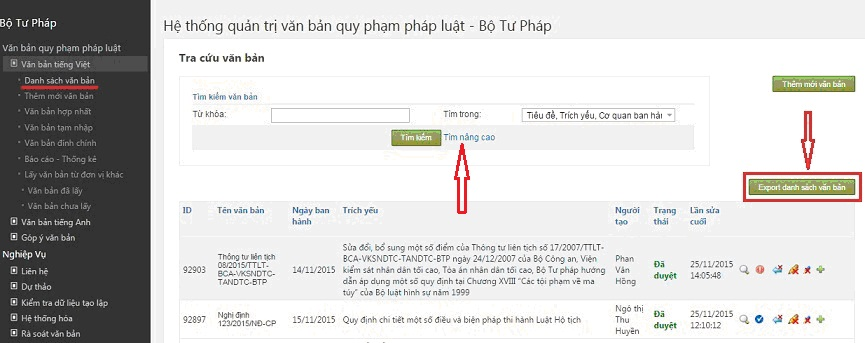 Bộ Tư Pháp
Văn bản quy phạm pháp luật
Văn bản tiếng Việt
Danh sách văn bản
Thêm mới văn bản
Văn bản hợp nhất
Văn bản tạm nhập
Văn bản đính chính
Báo cáo - Thống kê
Lấy văn bản từ đơn vị khác
Văn bản đã lấy
Văn bản chưa lấy
Văn bản tiếng Anh
Góp ý văn bản
Nghiệp Vụ
Liên hệ
Dự thảo
Kiểm tra dữ liệu tạo lập
Hệ thống hóa
Rà soát văn bản
Hệ thống quản trị văn bản quy phạm pháp luật - Bộ Tư Pháp
Tra cứu văn bản
Thêm mới văn bản
Tìm kiếm văn bản
Từ khóa:
Tìm trong:
Tiêu đề, Trích yếu, Cơ quan ban hàn
Tìm kiếm
Tìm nâng cao
Export danh sách văn bản
ID
Tên văn bản
Ngày ban
hành
Trích yếu
Người
tạo
Trạng
thái
Lần sửa
cuối
92903
Thông tư liên tịch
08/2015/TTLT-
BCA-VKSNDTC-
TANDTC-BTP
14/11/2015
Sửa đổi, bổ sung một số điểm của Thông tư liên tịch số 17/2007/TTLT-
BCA-VKSNDTC-TANDTC-BTP ngày 24/12/2007 của Bộ Công an, Viện
kiểm sát nhân dân tối cao, Tòa án nhân dân tối cao, Bộ Tư pháp hướng
dẫn áp dụng một số quy định tại Chương XVIII "Các tội phạm về ma
túy" của Bộ luật hình sự năm 1999
Phan
Văn
Hồng
Đã
duyệt
25/11/2015
14:05:48
92897
Nghị định
123/2015/NĐ-CP
15/11/2015
Quy định chi tiết một số điều và biện pháp thi hành Luật Hộ tịch
Ngô thị
Thu
Huyền
Đã
duyệt
25/11/2015
12:10:12